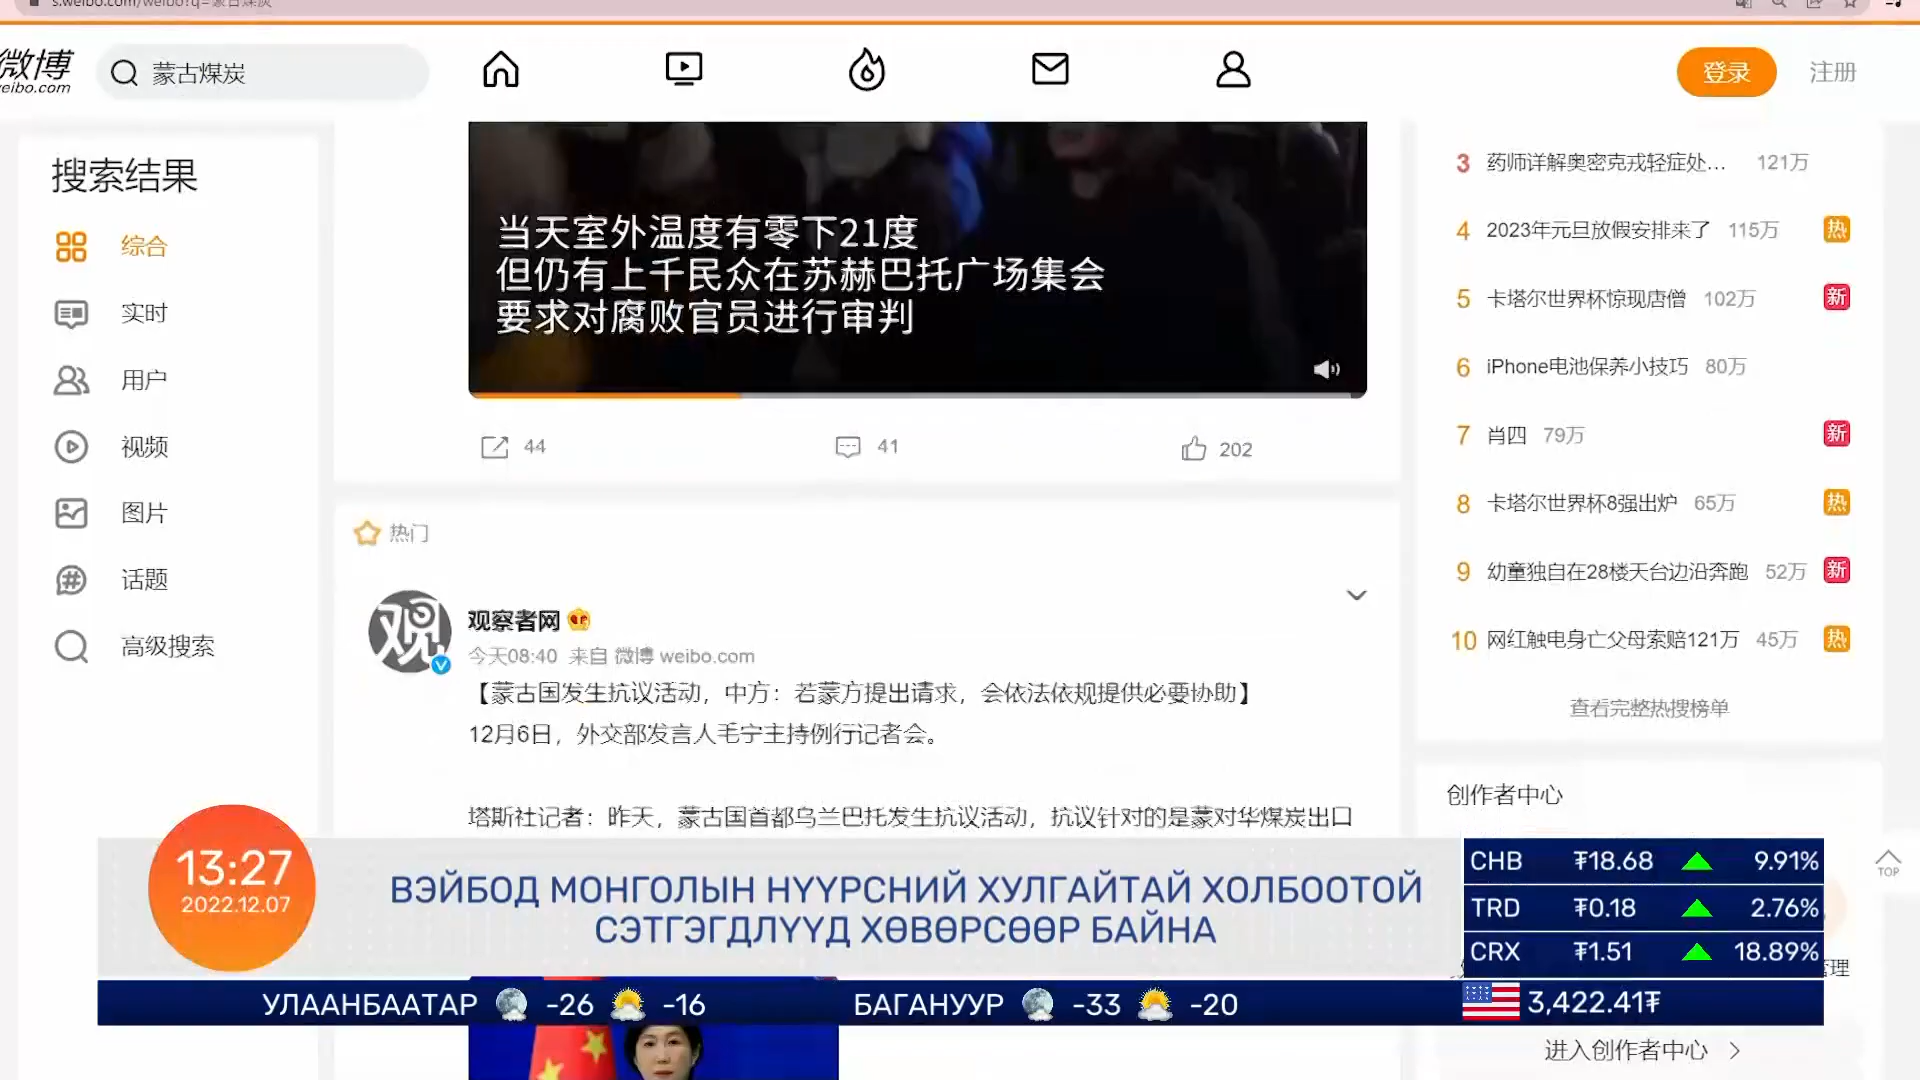 s.weibo.com/weibo?q=蒙古煤炭
微博
weibo.com
蒙古煤炭
登录
注册
搜索结果
综合
实时
用户
视频
图片
话题
高级搜索
当天室外温度有零下21度
但仍有上千民众在苏赫巴托广场集会
要求对腐败官员进行审判
44
41
202
热门
观察者网
今天08:40 来自 微博 weibo.com
【蒙古国发生抗议活动，中方：若蒙方提出请求，会依法依规提供必要协助】
12月6日，外交部发言人毛宁主持例行记者会。
塔斯社记者：昨天，蒙古国首都乌兰巴托发生抗议活动，抗议针对的是蒙对华煤炭出口
3 药师详解奥密克戎轻症处... 121万
4 2023年元旦放假安排来了 115万 热
5 卡塔尔世界杯惊现唐僧 102万 新
6 iPhone电池保养小技巧 80万
7 肖四 79万 新
8 卡塔尔世界杯8强出炉 65万 热
9 幼童独自在28楼天台边沿奔跑 52万 新
10 网红触电身亡父母索赔121万 45万 热
查看完整热搜榜单
创作者中心
TOP
管理
进入创作者中心
13:27
2022.12.07
ВЭЙБОД МОНГОЛЫН НҮҮРСНИЙ ХУЛГАЙТАЙ ХОЛБООТОЙ
СЭТГЭГДЛҮҮД ХӨВӨРСӨӨР БАЙНА
CHB ₮18.68 9.91%
TRD ₮0.18 2.76%
CRX ₮1.51 18.89%
УЛААНБААТАР -26 -16 БАГАНУУР -33 -20
3,422.41₮